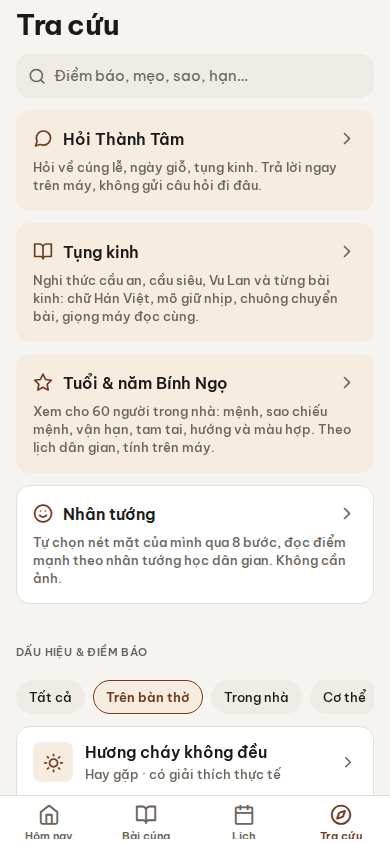 Tra cứu
Điềm báo, mẹo, sao, hạn…
Hỏi Thành Tâm
Hỏi về cúng lễ, ngày giỗ, tụng kinh. Trả lời ngay
trên máy, không gửi câu hỏi đi đâu.
Tụng kinh
Nghi thức cầu an, cầu siêu, Vu Lan và từng bài
kinh: chữ Hán Việt, mõ giữ nhịp, chuông chuyển
bài, giọng máy đọc cùng.
Tuổi & năm Bính Ngọ
Xem cho 60 người trong nhà: mệnh, sao chiếu
mệnh, vận hạn, tam tai, hướng và màu hợp. Theo
lịch dân gian, tính trên máy.
Nhân tướng
Tự chọn nét mặt của mình qua 8 bước, đọc điểm
mạnh theo nhân tướng học dân gian. Không cần
ảnh.
DẤU HIỆU & ĐIỀM BÁO
Tất cả
Trên bàn thờ
Trong nhà
Cơ thể
Hương cháy không đều
Hay gặp · có giải thích thực tế
Hôm nay
Bài cúng
Lịch
Tra cứu